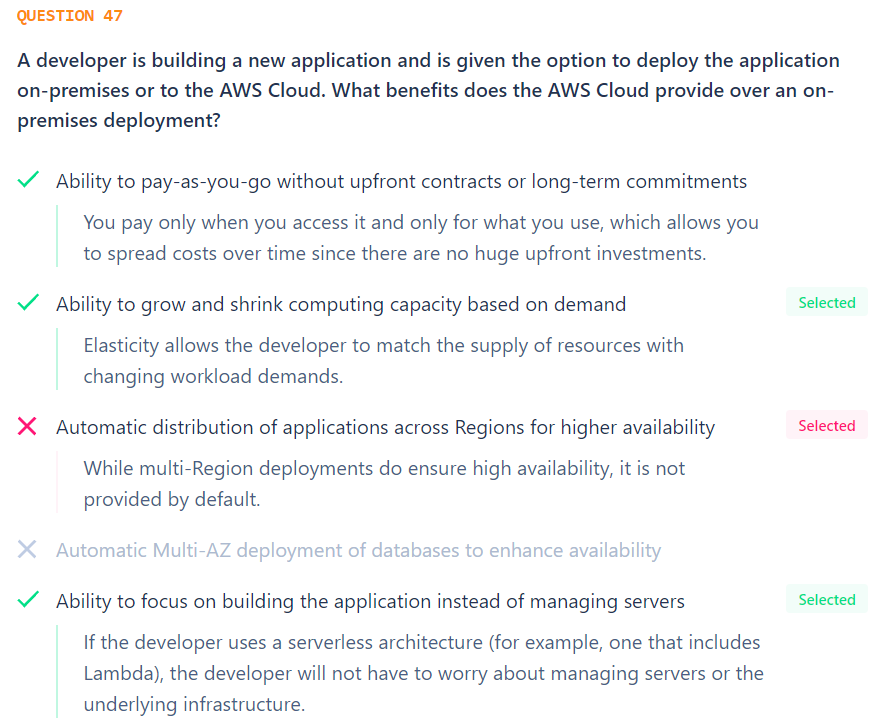 QUESTION 47
A developer is building a new application and is given the option to deploy the application
on-premises or to the AWS Cloud. What benefits does the AWS Cloud provide over an on-
premises deployment?
Ability to pay-as-you-go without upfront contracts or long-term commitments
You pay only when you access it and only for what you use, which allows you
to spread costs over time since there are no huge upfront investments.
Ability to grow and shrink computing capacity based on demand
Selected
Elasticity allows the developer to match the supply of resources with
changing workload demands.
Automatic distribution of applications across Regions for higher availability
Selected
While multi-Region deployments do ensure high availability, it is not
provided by default.
Automatic Multi-AZ deployment of databases to enhance availability
Ability to focus on building the application instead of managing servers
Selected
If the developer uses a serverless architecture (for example, one that includes
Lambda), the developer will not have to worry about managing servers or the
underlying infrastructure.